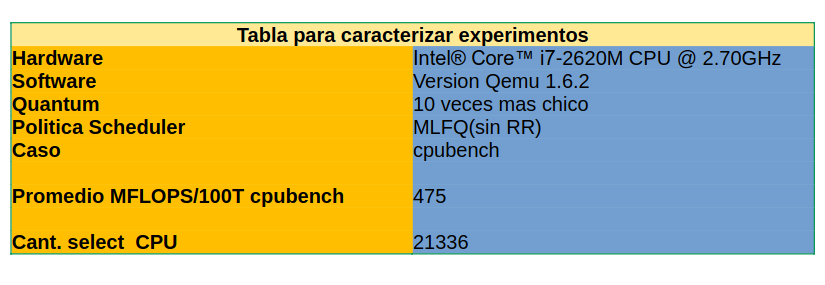 Tabla para caracterizar experimentos
Hardware Intel® Core™ i7-2620M CPU @ 2.70GHz
Software Version Qemu 1.6.2
Quantum 10 veces mas chico
Politica Scheduler MLFQ(sin RR)
Caso cpubench
Promedio MFLOPS/100T cpubench 475
Cant. select  CPU 21336